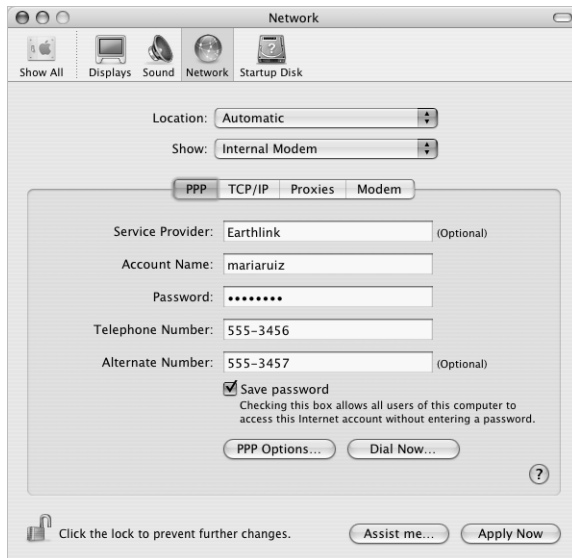 Network
Show All Displays Sound Network Startup Disk
Location: Automatic
Show: Internal Modem
PPP TCP/IP Proxies Modem
Service Provider: Earthlink (Optional)
Account Name: mariaruiz
Password: ••••••••
Telephone Number: 555-3456
Alternate Number: 555-3457 (Optional)
Save password
Checking this box allows all users of this computer to
access this Internet account without entering a password.
PPP Options... Dial Now...
?
Click the lock to prevent further changes. Assist me... Apply Now